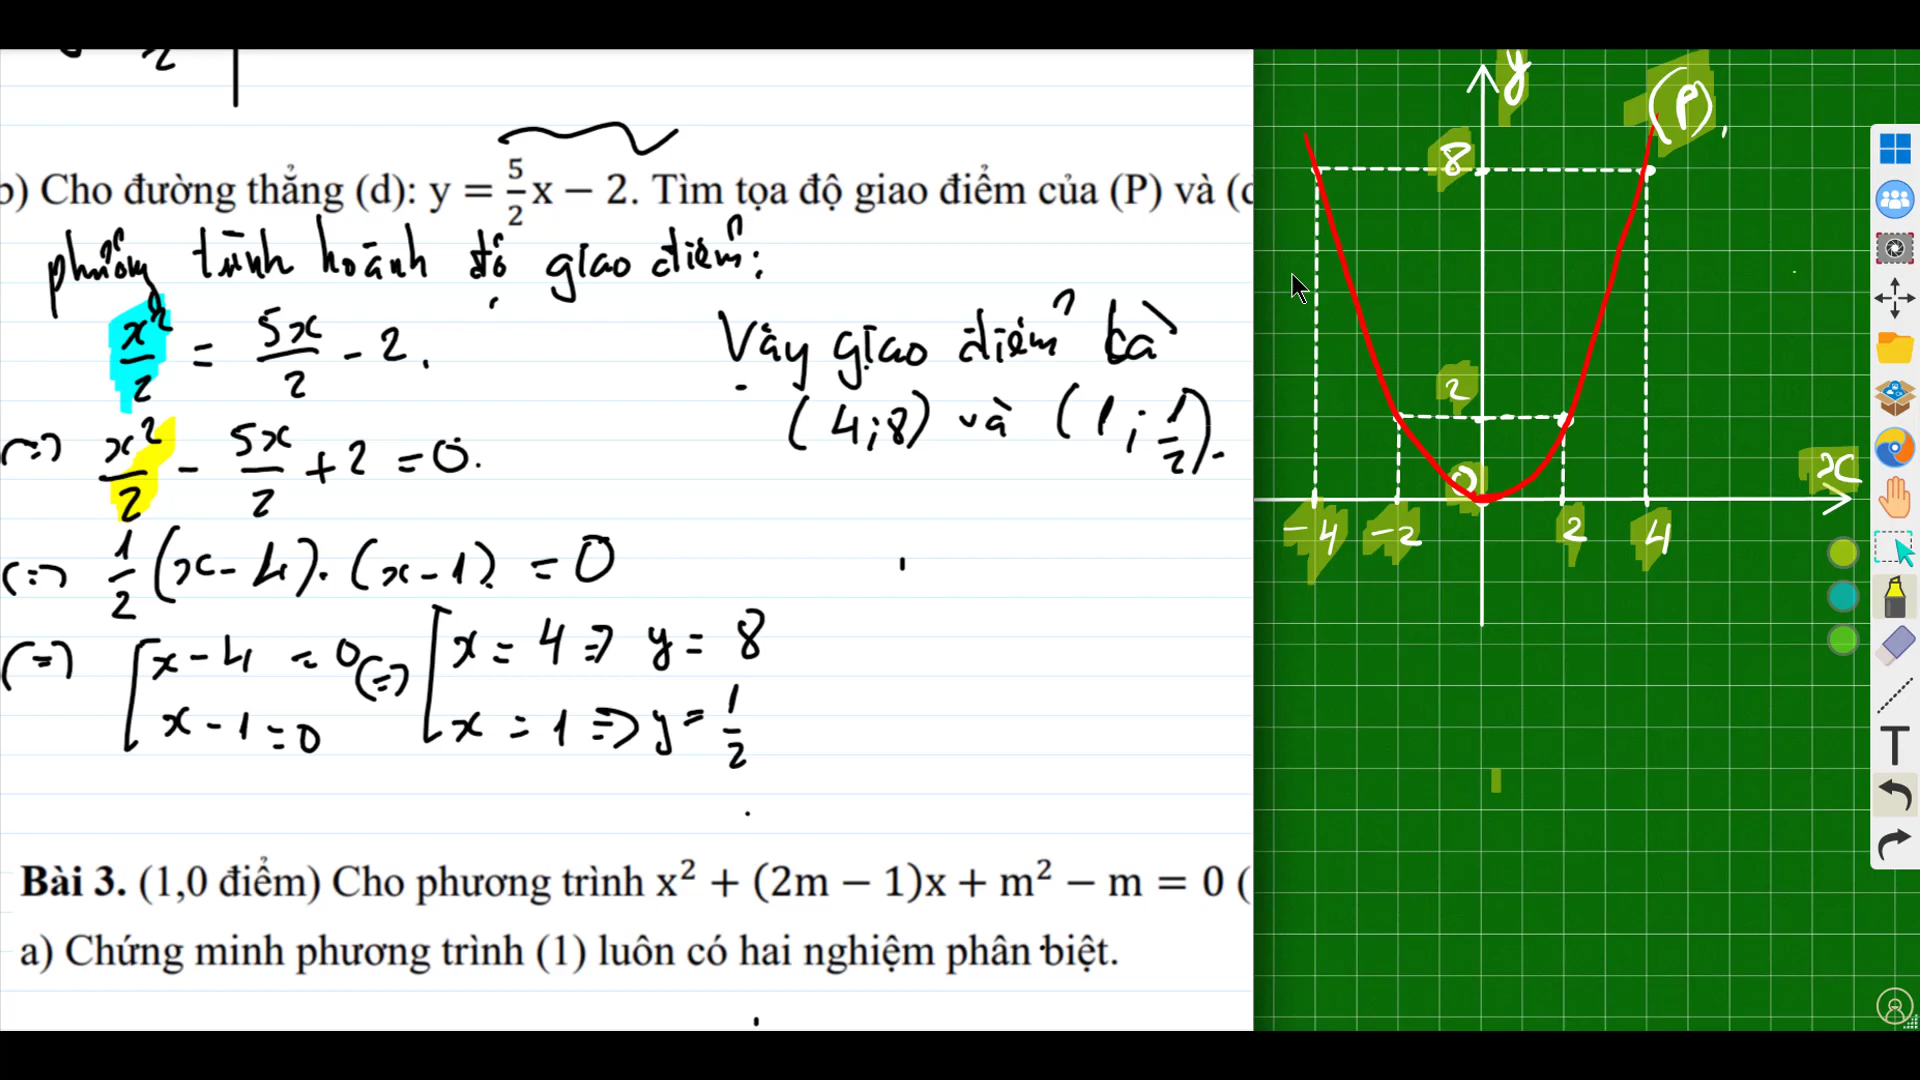 b) Cho đường thẳng (d): y = 5/2 x − 2. Tìm tọa độ giao điểm của (P) và (d
phương trình hoành độ giao điểm:
x²/2 = 5x/2 - 2.
<=> x²/2 - 5x/2 + 2 = 0.
<=> 1/2 (x - 4).(x - 1) = 0
<=> [x - 4 = 0 <=> [x = 4 => y = 8
x - 1 = 0 x = 1 => y = 1/2
Vậy giao điểm là
(4;8) và (1; 1/2).
Bài 3. (1,0 điểm) Cho phương trình x² + (2m − 1)x + m² − m = 0 (
a) Chứng minh phương trình (1) luôn có hai nghiệm phân biệt.
y
(P).
8
2
0
x
-4 -2 2 4
T